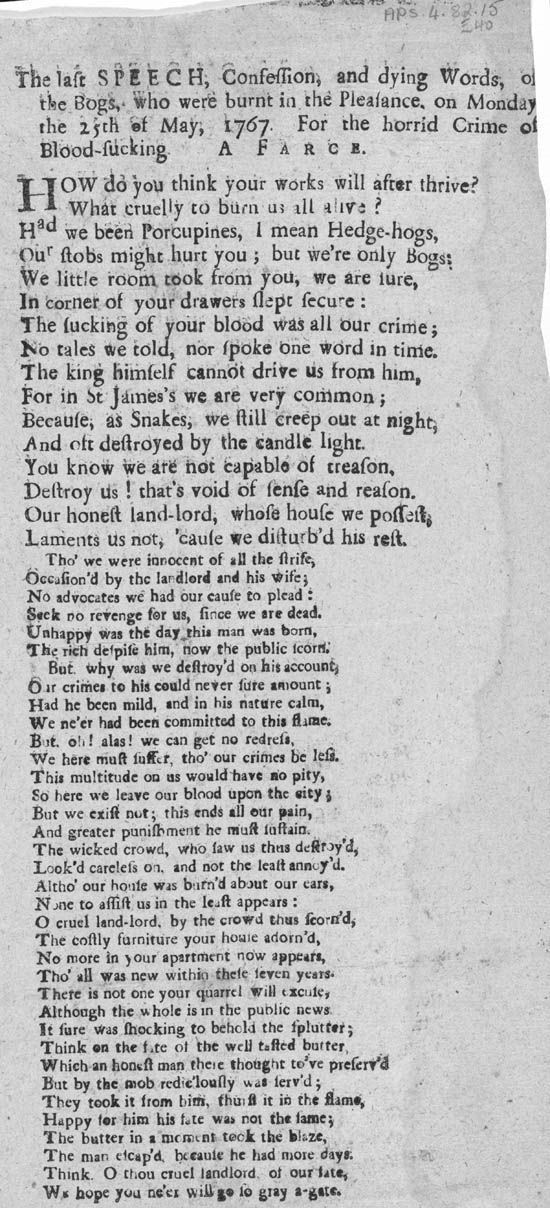 APS. 4. 82. 15
£40
The laſt SPEECH, Confeſſion, and dying Words, of
the Bogs, who were burnt in the Pleaſance, on Monday
the 25th of May, 1767. For the horrid Crime of
Blood-ſucking. A FARCE.
HOW do you think your works will after thrive?
What cruelly to burn us all alive?
Had we been Porcupines, I mean Hedge-hogs,
Our ſtobs might hurt you; but we're only Bogs:
We little room took from you, we are ſure,
In corner of your drawers ſlept ſecure:
The ſucking of your blood was all our crime;
No tales we told, nor ſpoke one word in time.
The king himſelf cannot drive us from him,
For in St James's we are very common;
Becauſe, as Snakes, we ſtill creep out at night,
And oft deſtroyed by the candle light.
You know we are not capable of treaſon,
Deſtroy us! that's void of ſenſe and reaſon.
Our honeſt land-lord, whoſe houſe we poſſeſt,
Laments us not, 'cauſe we diſturb'd his reſt.
Tho' we were innocent of all the ſtrife,
Occaſion'd by the landlord and his wife;
No advocates we had our cauſe to plead:
Seek no revenge for us, ſince we are dead.
Unhappy was the day this man was born,
The rich deſpiſe him, now the public ſcorn.
But, why was we deſtroy'd on his account,
Our crimes to his could never ſure amount;
Had he been mild, and in his nature calm,
We ne'er had been committed to this flame.
But, oh! alas! we can get no redreſs,
We here muſt ſuffer, tho' our crimes be leſs.
This multitude on us would have no pity,
So here we leave our blood upon the city;
But we exiſt not; this ends all our pain,
And greater puniſhment he muſt ſuſtain.
The wicked crowd, who ſaw us thus deſtroy'd,
Look'd careleſs on, and not the leaſt annoy'd.
Altho' our houſe was burn'd about our ears,
None to aſſiſt us in the leaſt appears:
O cruel land-lord, by the crowd thus ſcorn'd,
The coſtly furniture your houſe adorn'd,
No more in your apartment now appears,
Tho' all was new within theſe ſeven years.
There is not one your quarrel will excuſe,
Although the whole is in the public news.
It ſure was ſhocking to behold the ſplutter;
Think on the fate of the well taſted butter,
Which an honeſt man there thought to've preſerv'd
But by the mob redic'louſly was ſerv'd;
They took it from him, thruſt it in the flame,
Happy for him his fate was not the ſame;
The butter in a moment took the blaze,
The man eſcap'd, becauſe he had more days.
Think, O thou cruel landlord, of our fate,
We hope you ne'er will go ſo gray a-gate.